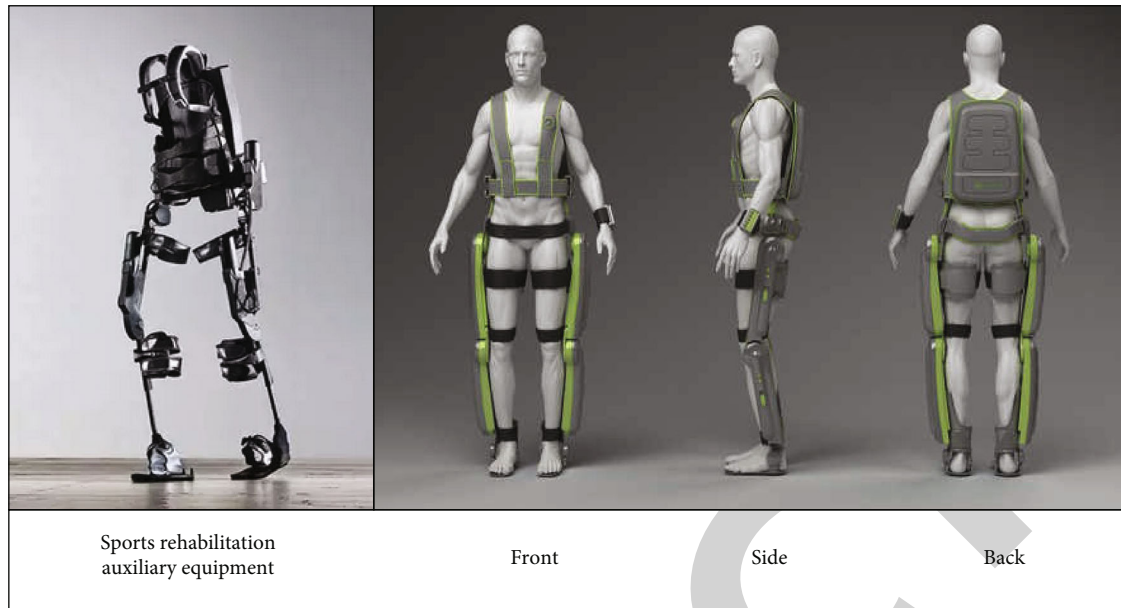 Sports rehabilitation
auxiliary equipment
Front
Side
Back